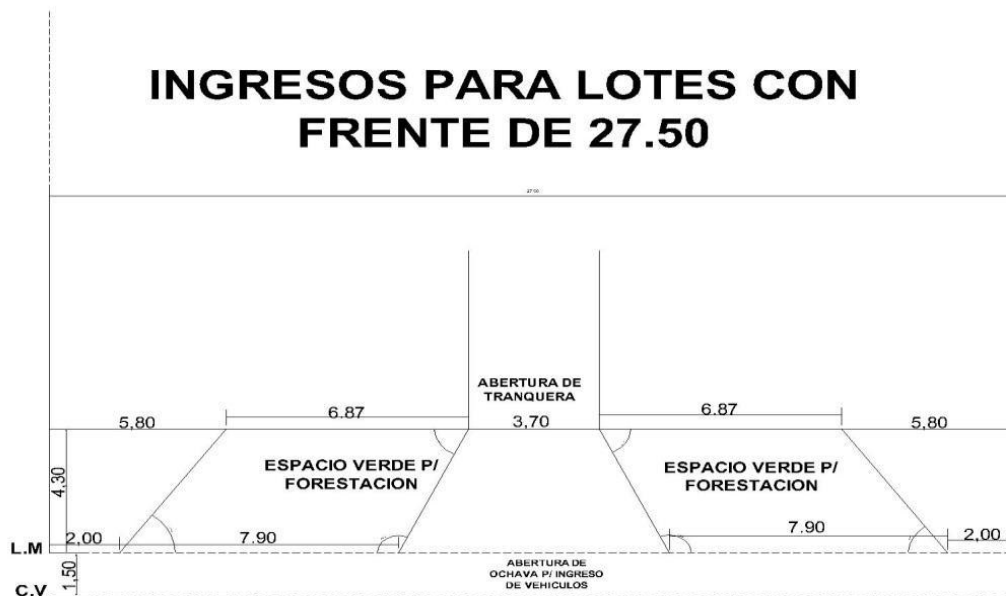 INGRESOS PARA LOTES CON
FRENTE DE 27.50
ABERTURA DE
TRANQUERA
6.87
3,70
6.87
5,80
5,80
ESPACIO VERDE P/
FORESTACION
ESPACIO VERDE P/
FORESTACION
4,30
2,00
7.90
7.90
2,00
L.M
ABERTURA DE
OCHAVA P/ INGRESO
DE VEHICULOS
1,50
C.V